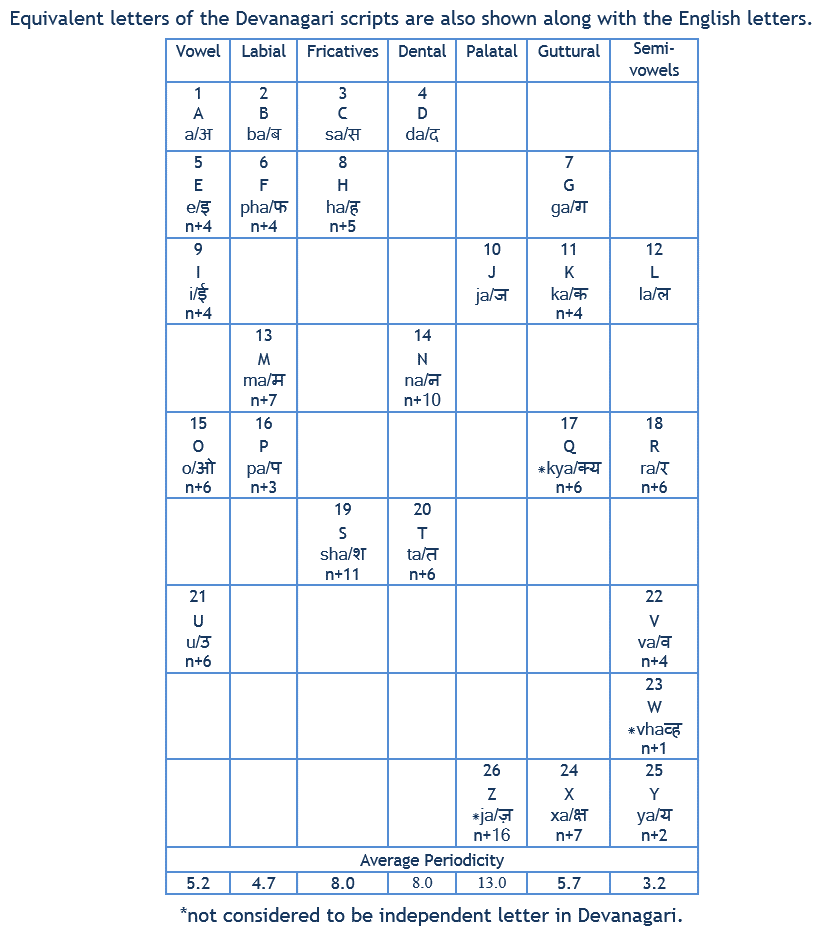 Equivalent letters of the Devanagari scripts are also shown along with the English letters.
Vowel Labial Fricatives Dental Palatal Guttural Semi-vowels
1 2 3 4
A B C D
a/अ ba/ब sa/स da/द
5 6 8 7
E F H G
e/इ pha/फ ha/ह ga/ग
n+4 n+4 n+5
9 10 11 12
I J K L
i/ई ja/ज ka/क la/ल
n+4 n+4
13 14
M N
ma/म na/न
n+7 n+10
15 16 17 18
O P Q R
o/ओ pa/प *kya/क्य ra/र
n+6 n+3 n+6 n+6
19 20
S T
sha/श ta/त
n+11 n+6
21 22
U V
u/उ va/व
n+6 n+4
23
W
*vhaव्ह
n+1
26 24 25
Z X Y
*ja/ज़ xa/क्ष ya/य
n+16 n+7 n+2
Average Periodicity
5.2 4.7 8.0 8.0 13.0 5.7 3.2
*not considered to be independent letter in Devanagari.